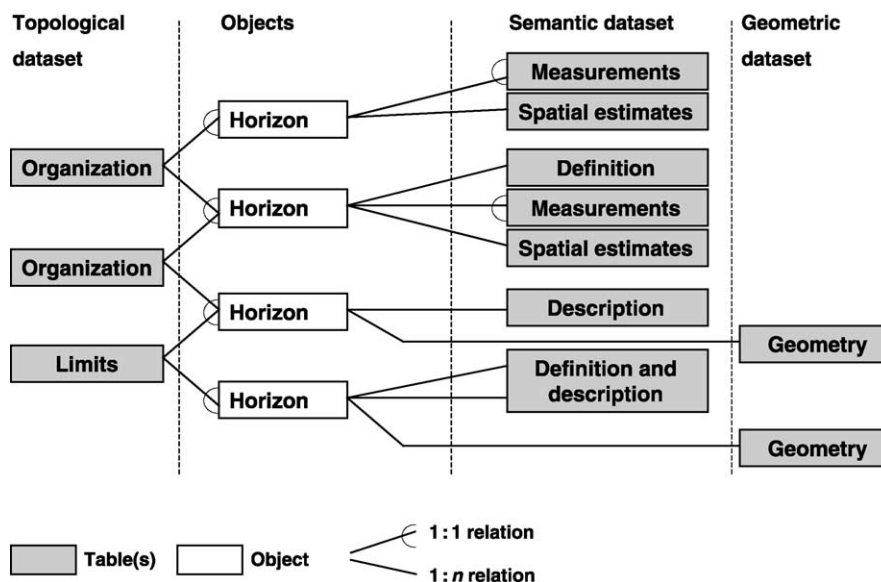 Topological dataset
Objects
Semantic dataset
Geometric dataset
Measurements
Horizon
Spatial estimates
Organization
Definition
Horizon
Measurements
Spatial estimates
Organization
Horizon
Description
Geometry
Limits
Definition and
description
Horizon
Geometry
Table(s)
Object
1:1 relation
1:n relation